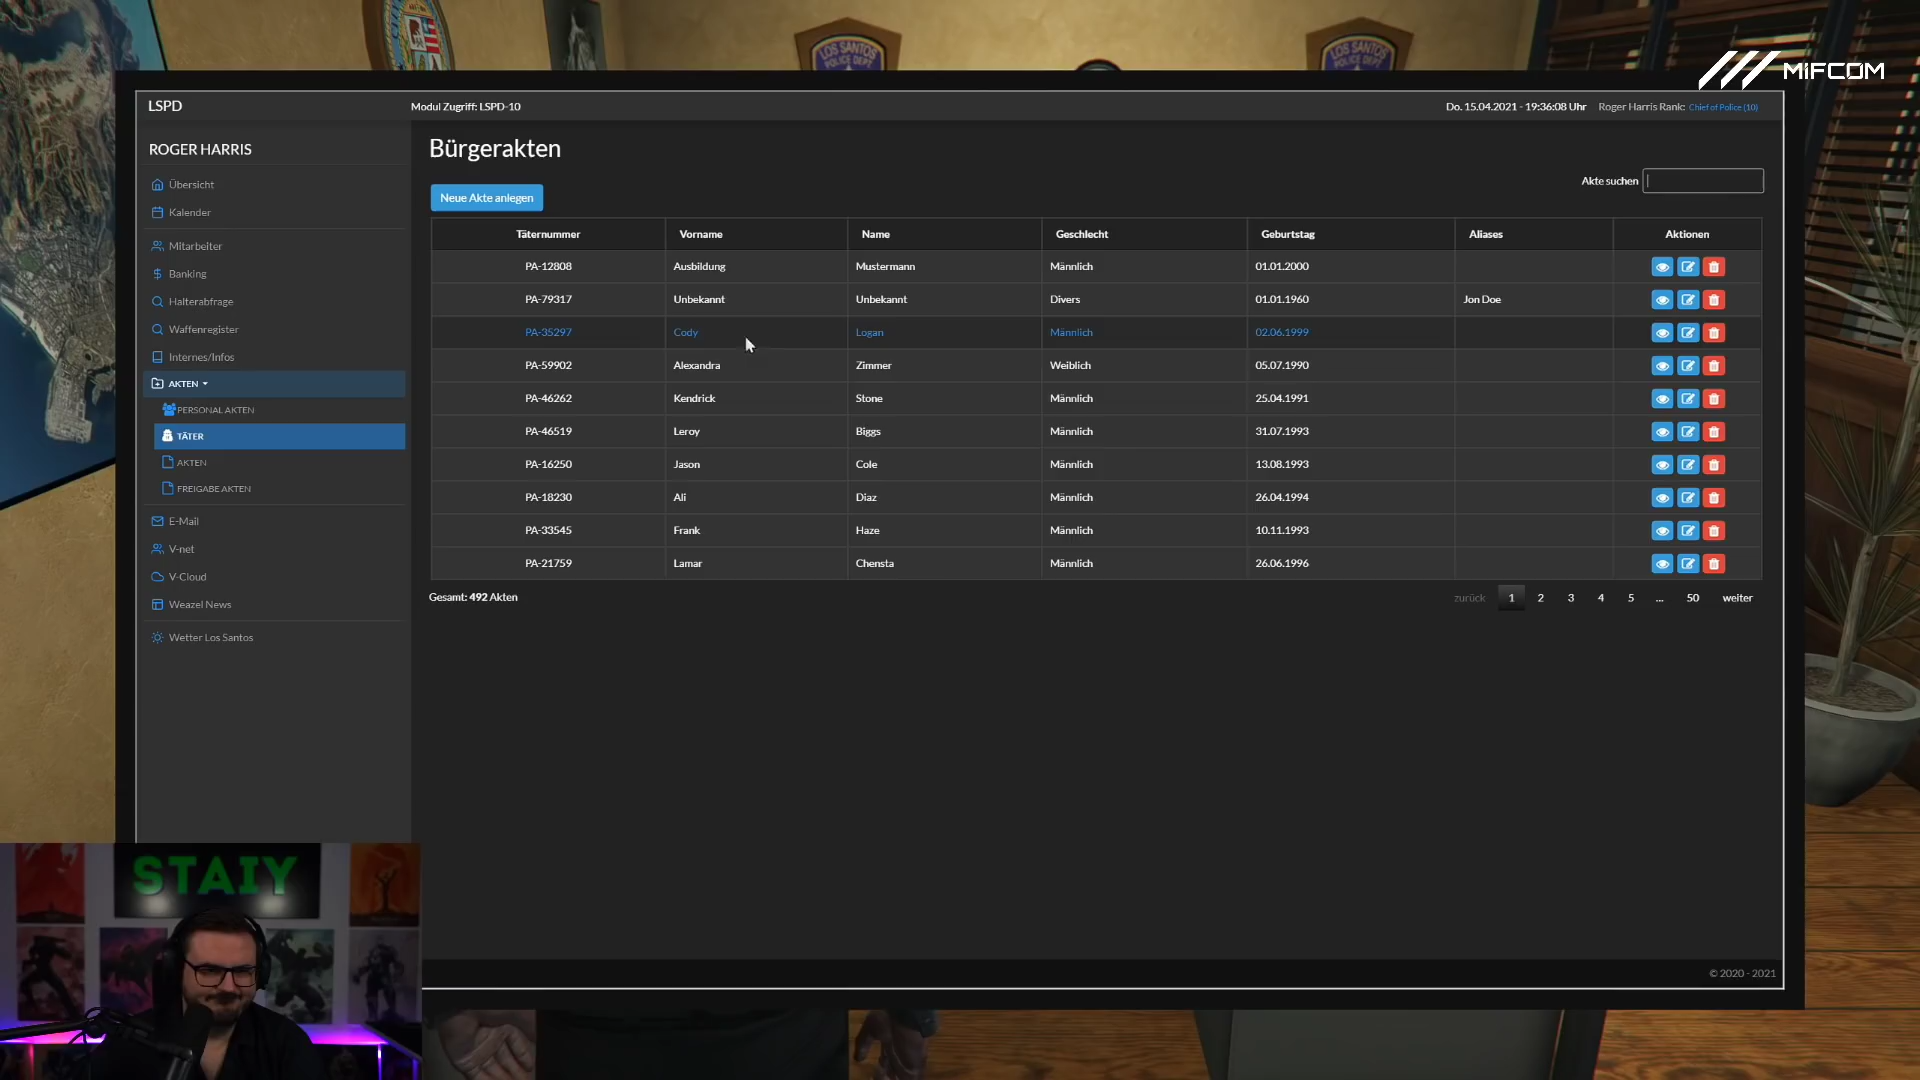 LOS SANTOS
POLICE DEPT
LOS SANTOS
POLICE DEPT
MIFCOM
LSPD
Modul Zugriff: LSPD-10
Do. 15.04.2021 - 19:36:08 Uhr
Roger Harris Rank: Chief of Police (10)
ROGER HARRIS
Übersicht
Kalender
Mitarbeiter
Banking
Halterabfrage
Waffenregister
Internes/Infos
AKTEN
PERSONAL AKTEN
TÄTER
AKTEN
FREIGABE AKTEN
E-Mail
V-net
V-Cloud
Weazel News
Wetter Los Santos
Bürgerakten
Akte suchen
Neue Akte anlegen
Täternummer Vorname Name Geschlecht Geburtstag Aliases Aktionen
PA-12808 Ausbildung Mustermann Männlich 01.01.2000
PA-79317 Unbekannt Unbekannt Divers 01.01.1960 Jon Doe
PA-35297 Cody Logan Männlich 02.06.1999
PA-59902 Alexandra Zimmer Weiblich 05.07.1990
PA-46262 Kendrick Stone Männlich 25.04.1991
PA-46519 Leroy Biggs Männlich 31.07.1993
PA-16250 Jason Cole Männlich 13.08.1993
PA-18230 Ali Diaz Männlich 26.04.1994
PA-33545 Frank Haze Männlich 10.11.1993
PA-21759 Lamar Chensta Männlich 26.06.1996
Gesamt: 492 Akten
zurück 1 2 3 4 5 ... 50 weiter
© 2020 - 2021
STAIY